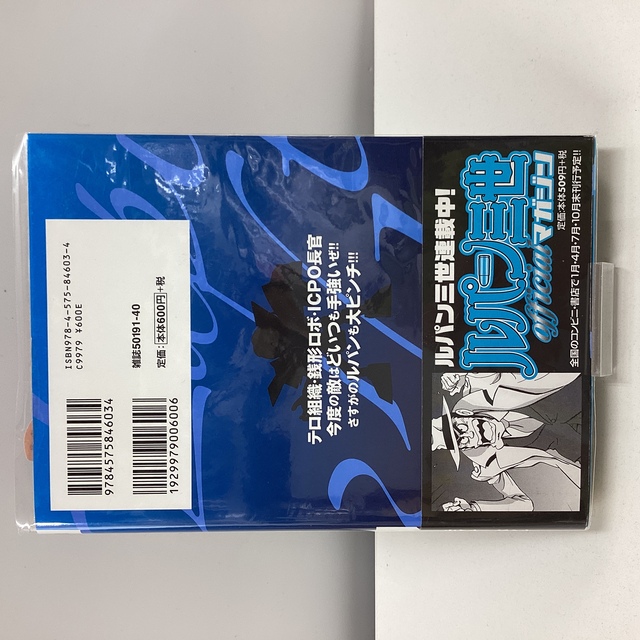 ルパン三世連載中!
ルパン三世
officialマガジン
定価:本体509円+税
全国のコンビニ・書店で1月・4月・7月・10月末刊行予定!!
テロ組織・銭形ロボ・ICPO長官
今度の敵はどいつも手強いぜ!!
さすがのルパンも大ピンチ!!!
ISBN978-4-575-84603-4
C9979 ¥600E
雑誌50191-40
定価:本体600円+税
9784575846034
1929979006006